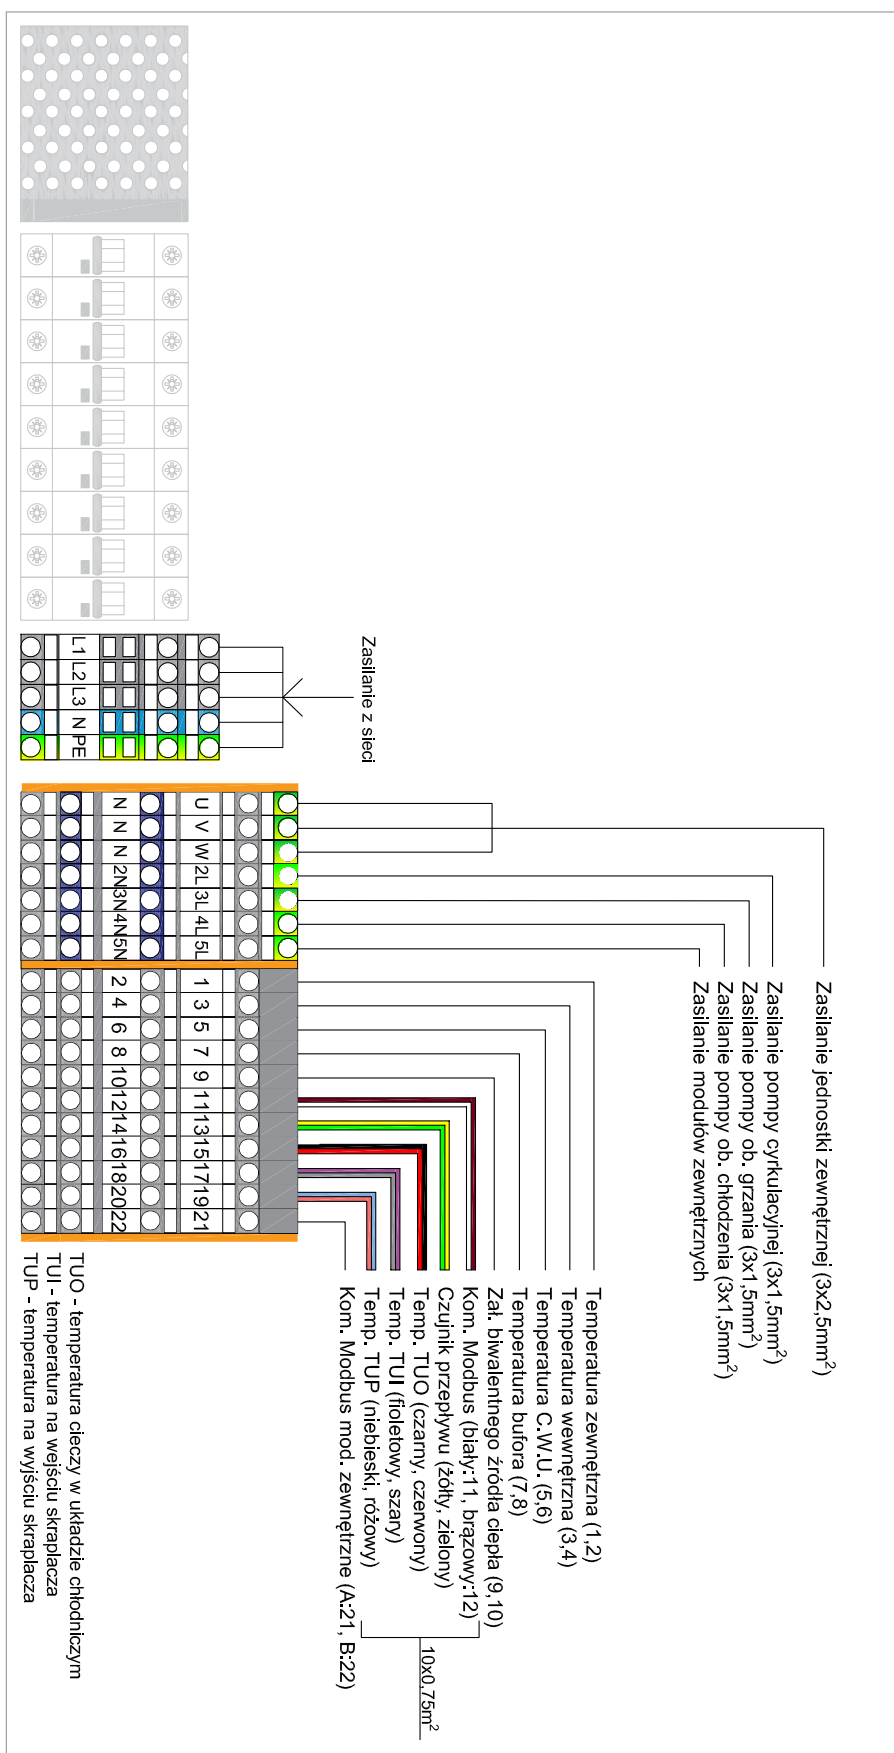 Zasilanie z sieci
L1
L2
L3
N
PE
U
V
W
2L
3L
4L
5L
N
N
N
2N
3N
4N
5N
1
3
5
7
9
11
13
15
17
19
21
2
4
6
8
10
12
14
16
18
20
22
Zasilanie jednostki zewnętrznej (3x2,5mm²)
Zasilanie pompy cyrkulacyjnej (3x1,5mm²)
Zasilanie pompy ob. grzania (3x1,5mm²)
Zasilanie pompy ob. chłodzenia (3x1,5mm²)
Zasilanie modułów zewnętrznych
Temperatura zewnętrzna (1,2)
Temperatura wewnętrzna (3,4)
Temperatura C.W.U. (5,6)
Temperatura bufora (7,8)
Zał. biwalentnego źródła ciepła (9,10)
Kom. Modbus (biały:11, brązowy:12)
Czujnik przepływu (żółty, zielony)
Temp. TUO (czarny, czerwony)
Temp. TUI (fioletowy, szary)
Temp. TUP (niebieski, różowy)
Kom. Modbus mod. zewnętrzne (A:21, B:22)
10x0,75m²
TUO - temperatura cieczy w układzie chłodniczym
TUI - temperatura na wejściu skraplacza
TUP - temperatura na wyjściu skraplacza